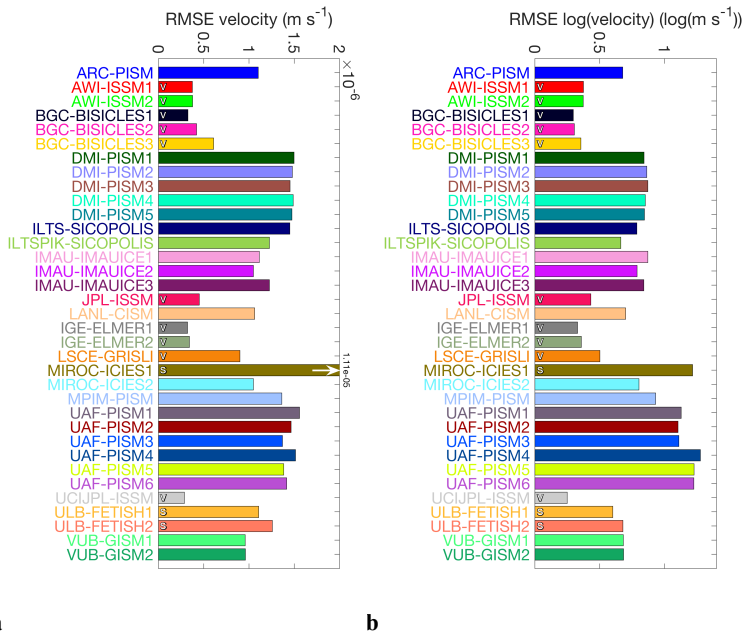 RMSE velocity (m s⁻¹)
0 0.5 1 1.5 2
×10⁻⁶
ARC-PISM
AWI-ISSM1 V
AWI-ISSM2 V
BGC-BISICLES1 V
BGC-BISICLES2 V
BGC-BISICLES3 V
DMI-PISM1
DMI-PISM2
DMI-PISM3
DMI-PISM4
DMI-PISM5
ILTS-SICOPOLIS
ILTSPIK-SICOPOLIS
IMAU-IMAUICE1
IMAU-IMAUICE2
IMAU-IMAUICE3
JPL-ISSM V
LANL-CISM
IGE-ELMER1 V
IGE-ELMER2 V
LSCE-GRISLI V
MIROC-ICIES1 S 1.11e-05
MIROC-ICIES2
MPIM-PISM
UAF-PISM1
UAF-PISM2
UAF-PISM3
UAF-PISM4
UAF-PISM5
UAF-PISM6
UCIJPL-ISSM V
ULB-FETISH1 S
ULB-FETISH2 S
VUB-GISM1
VUB-GISM2
RMSE log(velocity) (log(m s⁻¹))
0 0.5 1
ARC-PISM
AWI-ISSM1 V
AWI-ISSM2 V
BGC-BISICLES1 V
BGC-BISICLES2 V
BGC-BISICLES3 V
DMI-PISM1
DMI-PISM2
DMI-PISM3
DMI-PISM4
DMI-PISM5
ILTS-SICOPOLIS
ILTSPIK-SICOPOLIS
IMAU-IMAUICE1
IMAU-IMAUICE2
IMAU-IMAUICE3
JPL-ISSM V
LANL-CISM
IGE-ELMER1 V
IGE-ELMER2 V
LSCE-GRISLI V
MIROC-ICIES1 S
MIROC-ICIES2
MPIM-PISM
UAF-PISM1
UAF-PISM2
UAF-PISM3
UAF-PISM4
UAF-PISM5
UAF-PISM6
UCIJPL-ISSM V
ULB-FETISH1 S
ULB-FETISH2 S
VUB-GISM1
VUB-GISM2
b